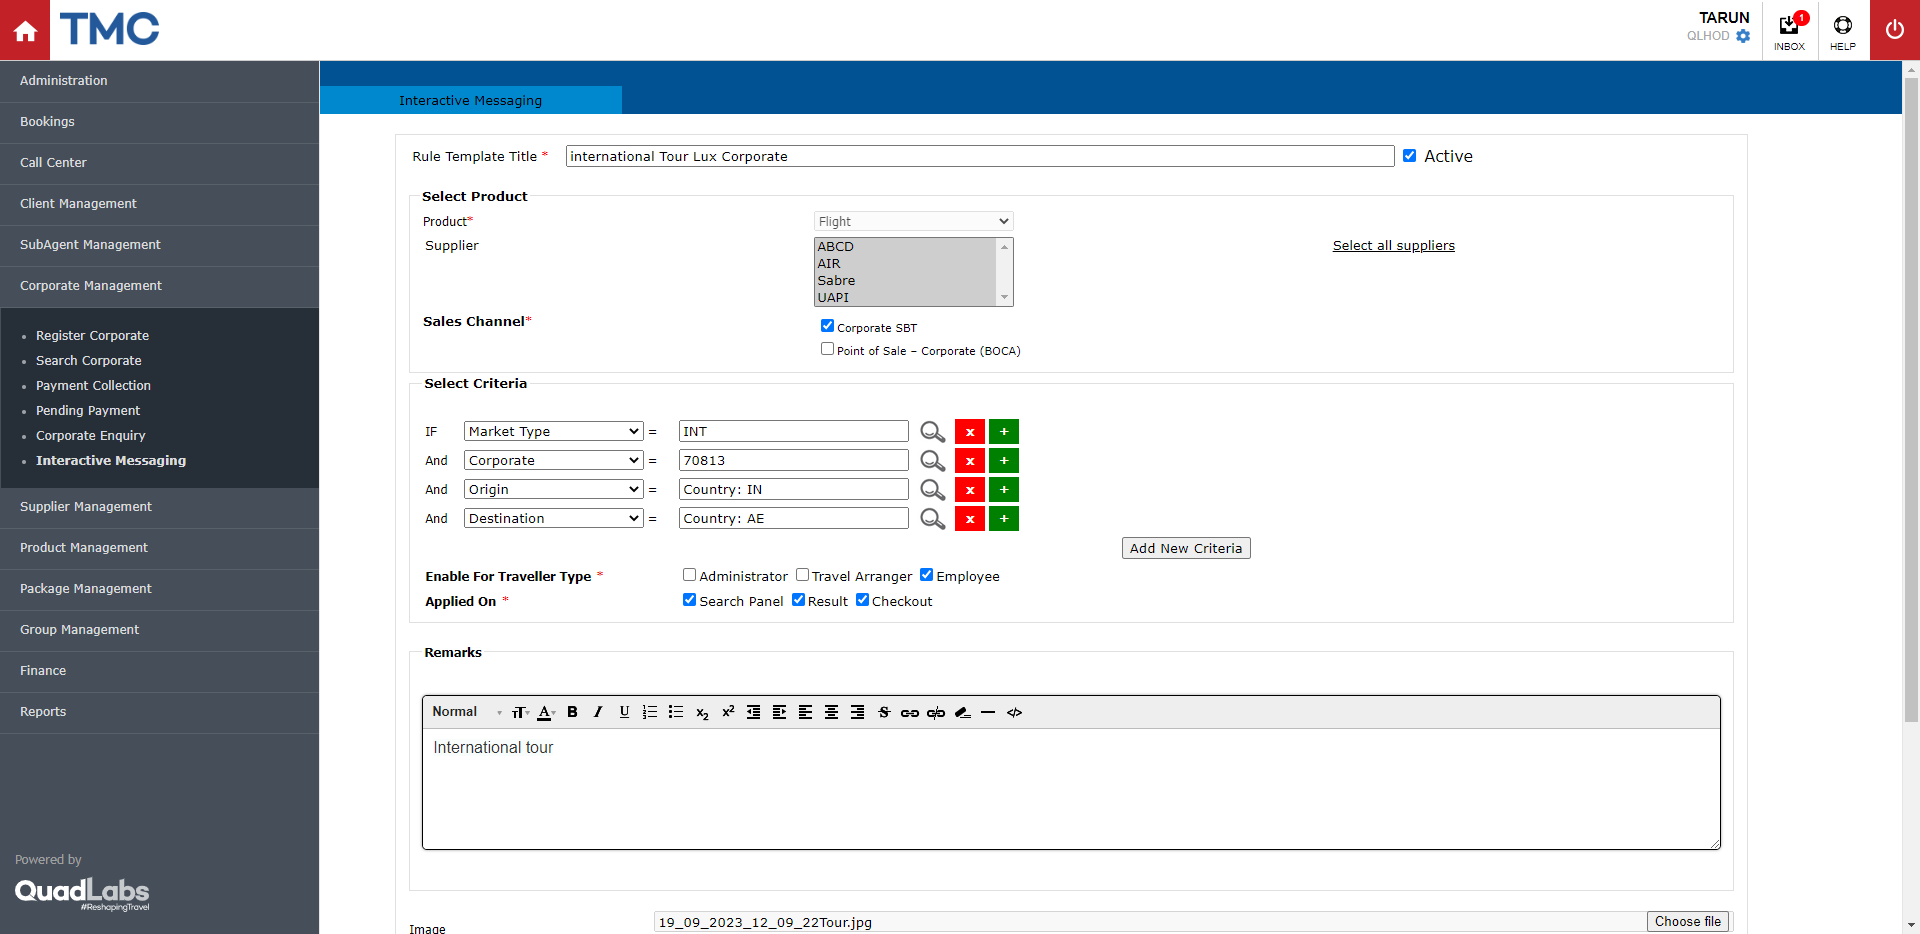 TMC
TARUN
QLHOD
1
INBOX
HELP
Administration
Bookings
Call Center
Client Management
SubAgent Management
Corporate Management
Register Corporate
Search Corporate
Payment Collection
Pending Payment
Corporate Enquiry
Interactive Messaging
Supplier Management
Product Management
Package Management
Group Management
Finance
Reports
Powered by
QuadLabs
#ReshapingTravel
Interactive Messaging
Rule Template Title * international Tour Lux Corporate Active
Select Product
Product* Flight
Supplier ABCD Select all suppliers
AIR
Sabre
UAPI
Sales Channel* Corporate SBT
Point of Sale – Corporate (BOCA)
Select Criteria
IF Market Type = INT x +
And Corporate = 70813 x +
And Origin = Country: IN x +
And Destination = Country: AE x +
Add New Criteria
Enable For Traveller Type * Administrator Travel Arranger Employee
Applied On * Search Panel Result Checkout
Remarks
Normal
International tour
Image 19_09_2023_12_09_22Tour.jpg Choose file